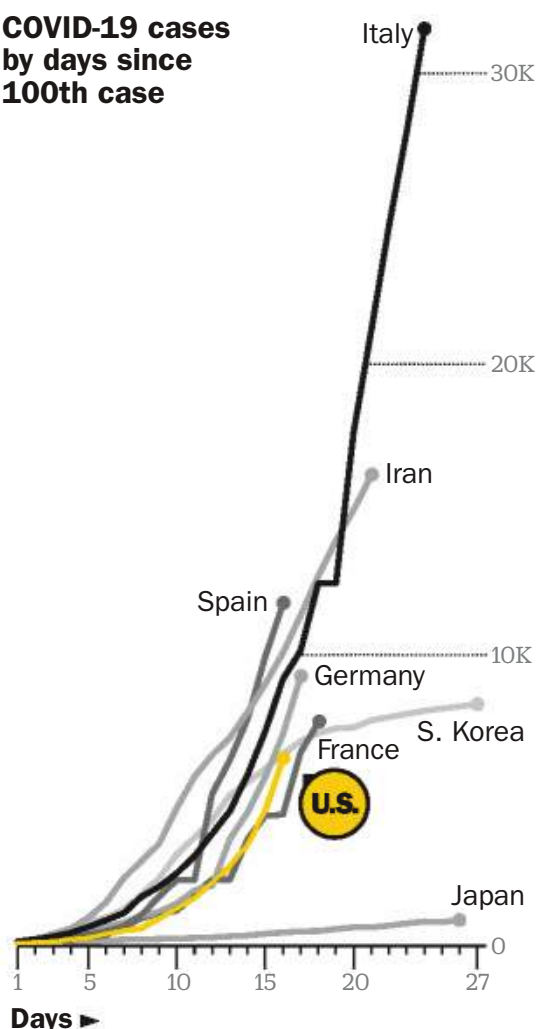 COVID-19 cases
by days since
100th case
Italy
30K
20K
Iran
Spain
10K
Germany
S. Korea
France
U.S.
Japan
0
1 5 10 15 20 27
Days ►